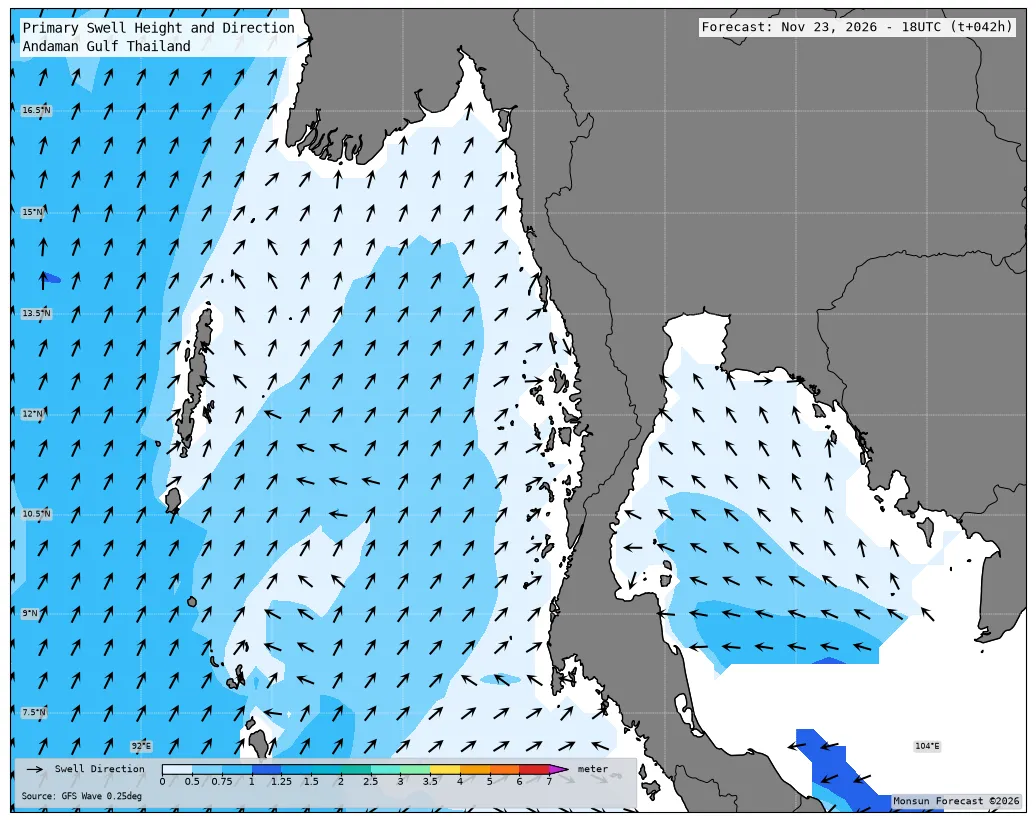 Primary Swell Height and Direction
Andaman Gulf Thailand
Forecast: Nov 23, 2026 - 18UTC (t+042h)
16.5°N
15°N
13.5°N
12°N
10.5°N
9°N
7.5°N
92°E
104°E
Swell Direction
0 0.5 0.75 1.25 1.5 2 2.5 3 3.5 4 5 6 7
meter
Source: GFS Wave 0.25deg
Monsun Forecast ©2026